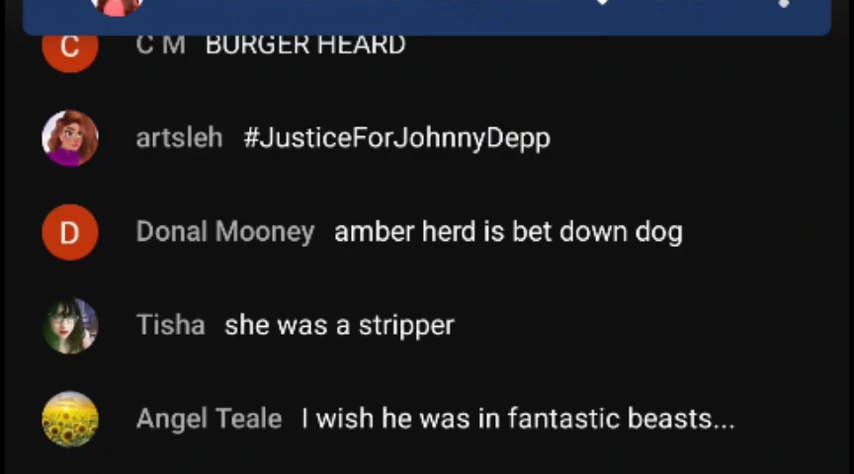 C C M BURGER HEARD
artsleh #JusticeForJohnnyDepp
D Donal Mooney amber herd is bet down dog
Tisha she was a stripper
Angel Teale I wish he was in fantastic beasts...